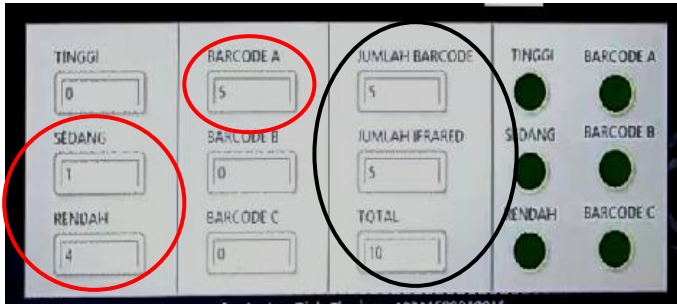 TINGGI BARCODE A JUMLAH BARCODE TINGGI BARCODE A
0 5 5
SEDANG BARCODE B JUMLAH IFRARED SEDANG BARCODE B
1 0 5
RENDAH BARCODE C TOTAL RENDAH BARCODE C
4 0 10